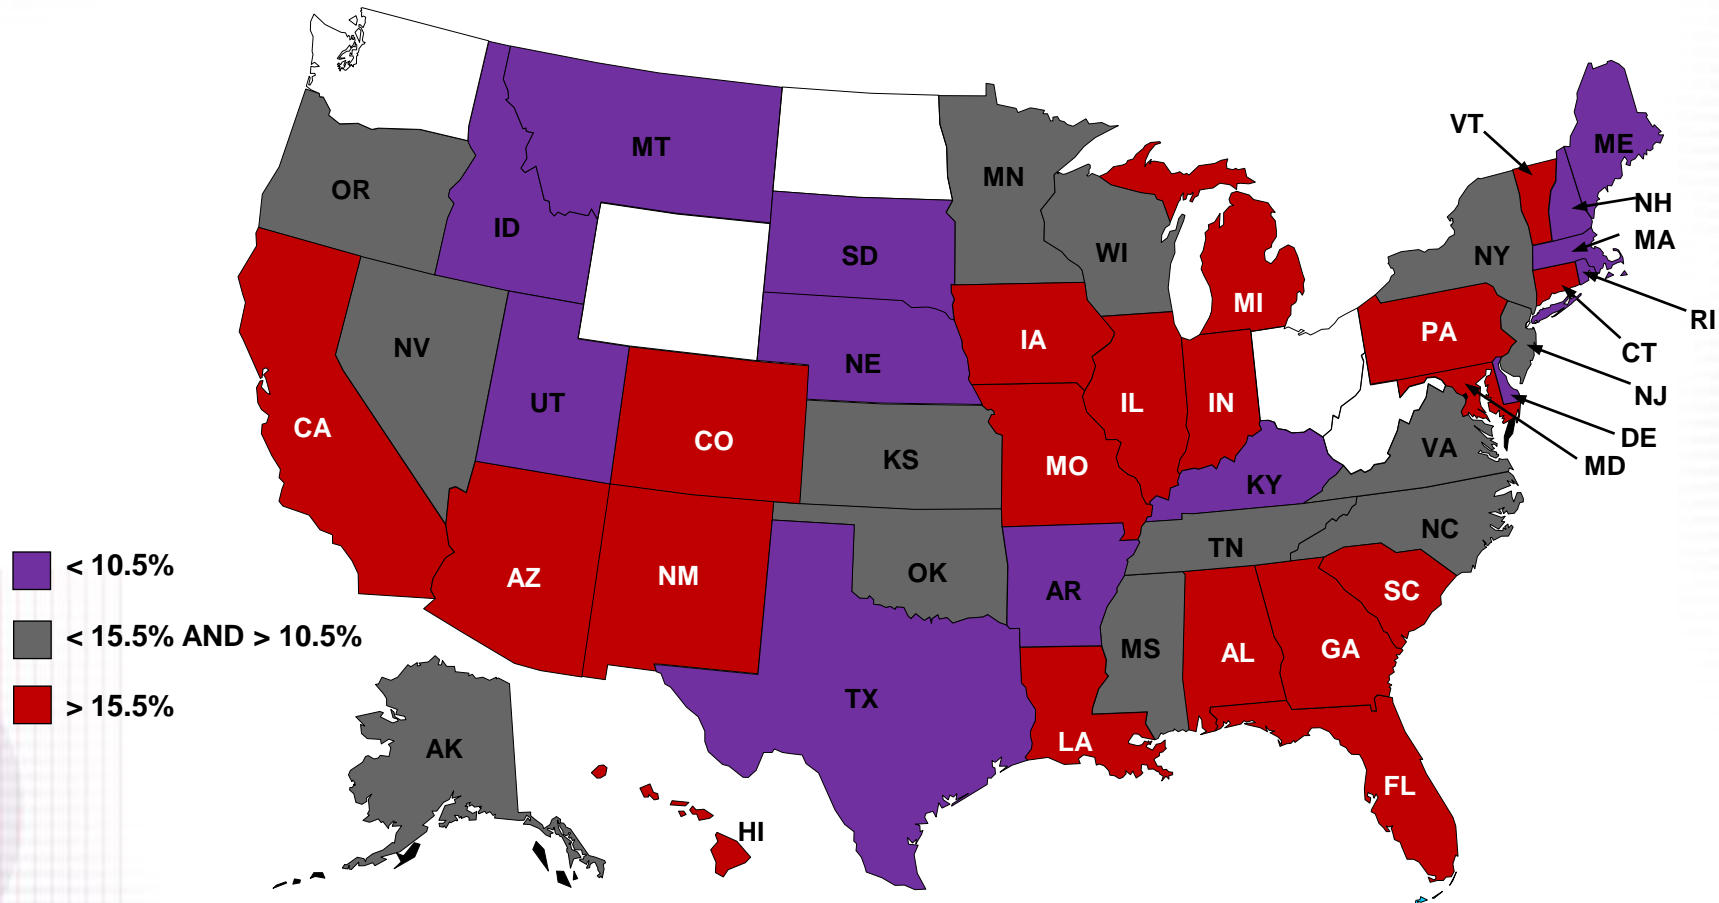 VT
ME
MT
MN
OR
NH
ID
WI
NY
MA
SD
MI
RI
IA
PA
NV
CT
NE
NJ
UT
IL
IN
CA
CO
DE
VA
KS
MO
MD
KY
NC
TN
< 10.5%
AZ
NM
OK
AR
SC
< 15.5% AND > 10.5%
MS
AL
GA
TX
> 15.5%
AK
LA
FL
HI